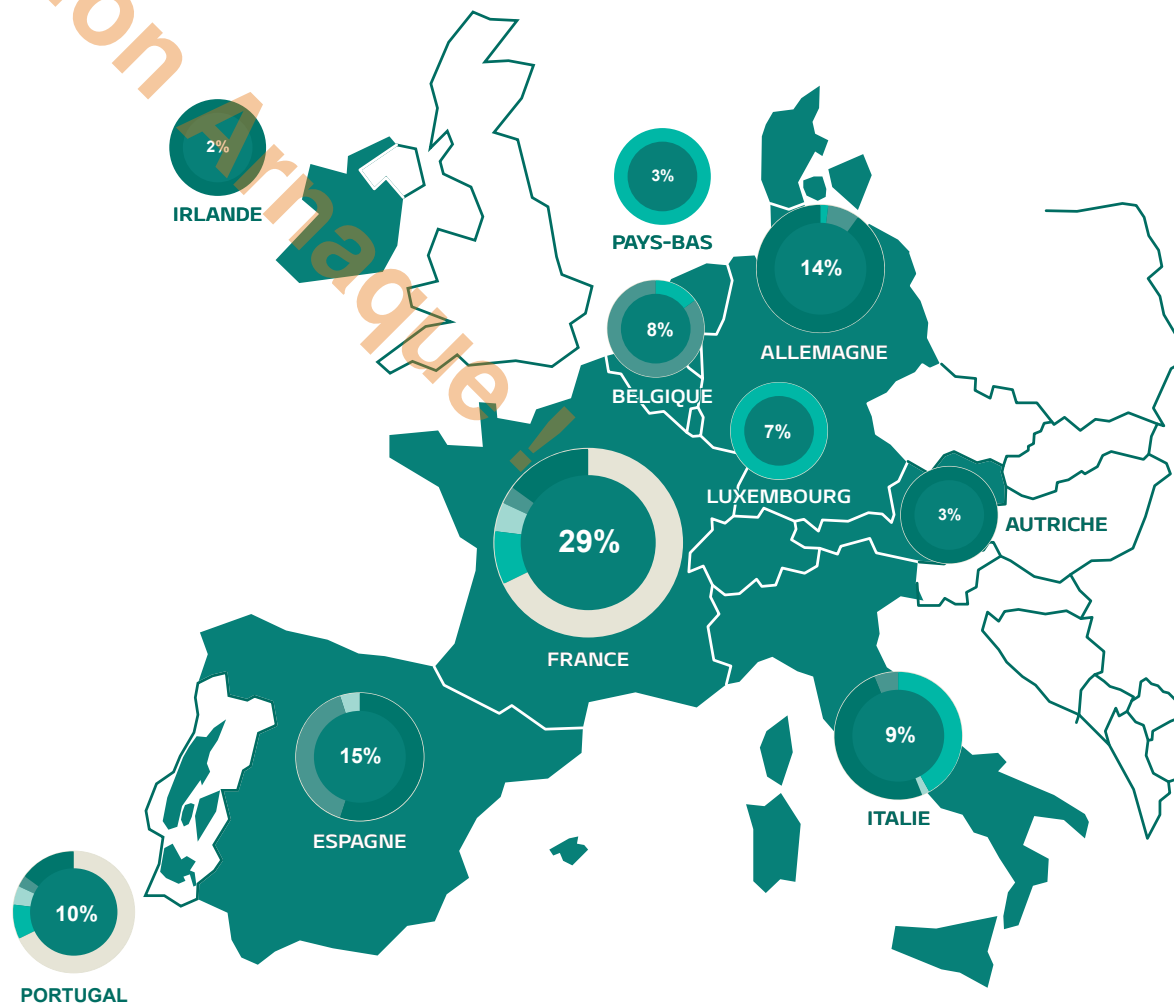 on Arnaque !
2%
IRLANDE
3%
PAYS-BAS
14%
ALLEMAGNE
8%
BELGIQUE
7%
LUXEMBOURG
3%
AUTRICHE
29%
FRANCE
15%
ESPAGNE
9%
ITALIE
10%
PORTUGAL